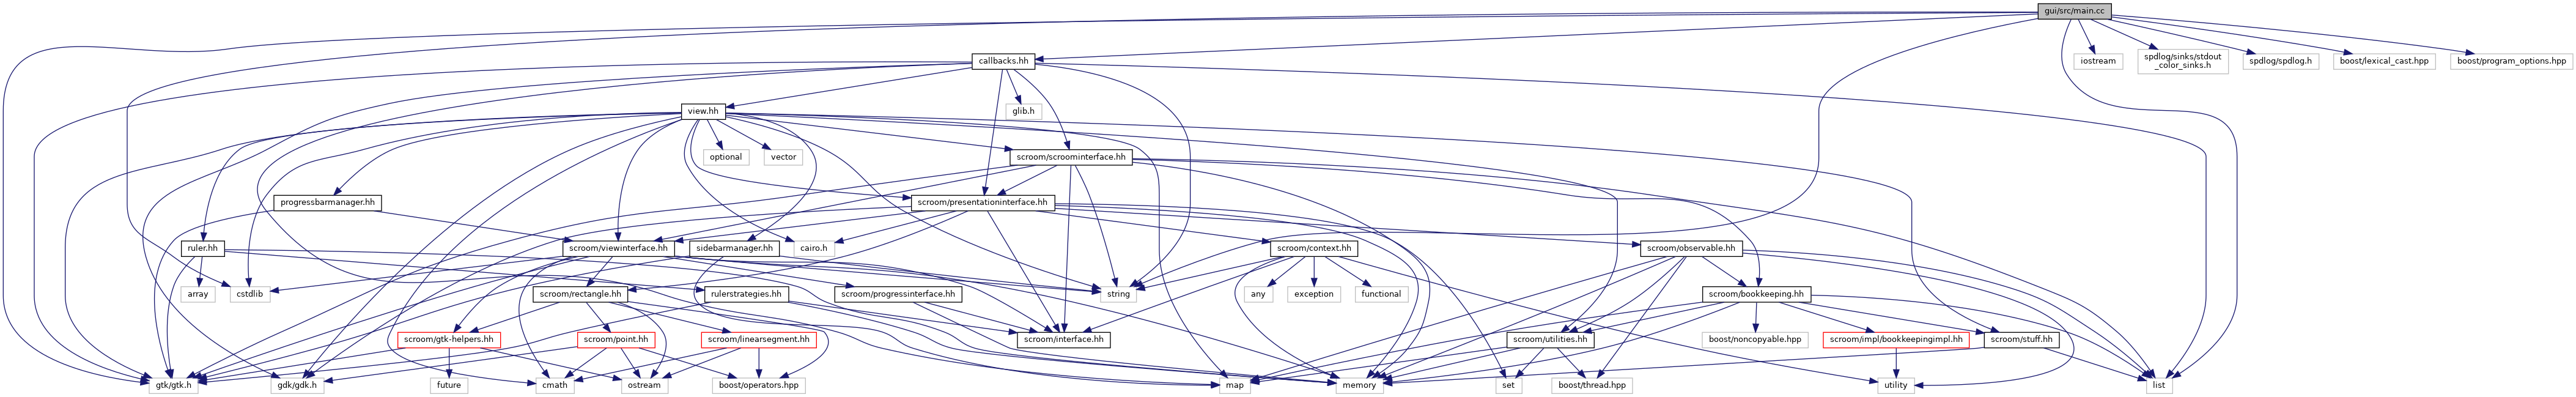 gui/src/main.cc
callbacks.hh
iostream
spdlog/sinks/stdout
_color_sinks.h
spdlog/spdlog.h
boost/lexical_cast.hpp
boost/program_options.hpp
view.hh
glib.h
optional
vector
scroom/scroominterface.hh
progressbarmanager.hh
scroom/presentationinterface.hh
ruler.hh
scroom/viewinterface.hh
sidebarmanager.hh
cairo.h
scroom/context.hh
scroom/observable.hh
array
cstdlib
scroom/rectangle.hh
rulerstrategies.hh
scroom/progressinterface.hh
string
any
exception
functional
scroom/bookkeeping.hh
scroom/gtk-helpers.hh
scroom/point.hh
scroom/linearsegment.hh
scroom/interface.hh
scroom/utilities.hh
boost/noncopyable.hpp
scroom/impl/bookkeepingimpl.hh
scroom/stuff.hh
gtk/gtk.h
gdk/gdk.h
future
cmath
ostream
boost/operators.hpp
map
memory
set
boost/thread.hpp
utility
list